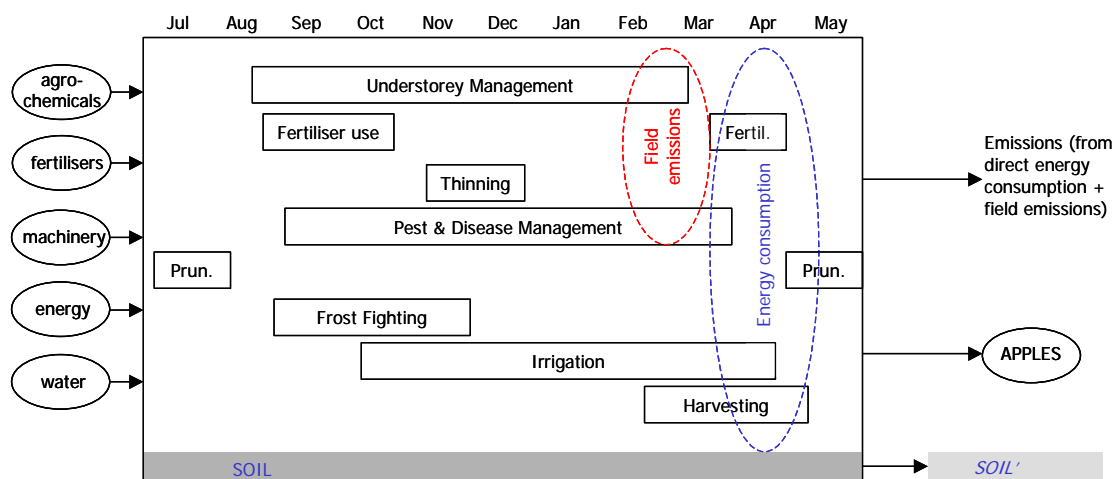 Jul Aug Sep Oct Nov Dec Jan Feb Mar Apr May
agro-
chemicals
fertilisers
machinery
energy
water
Understorey Management
Fertiliser use
Fertil.
Thinning
Pest & Disease Management
Prun.
Prun.
Frost Fighting
Irrigation
Harvesting
Field
emissions
Energy consumption
SOIL
Emissions (from
direct energy
consumption +
field emissions)
APPLES
SOIL'